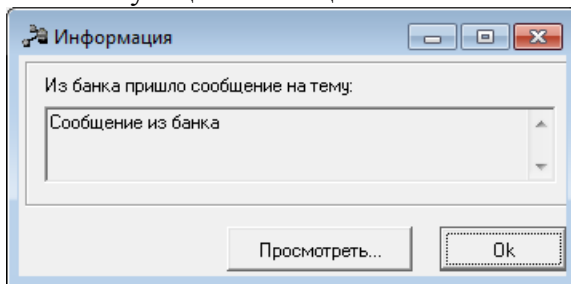 Информация
Из банка пришло сообщение на тему:
Сообщение из банка
Просмотреть... Ok